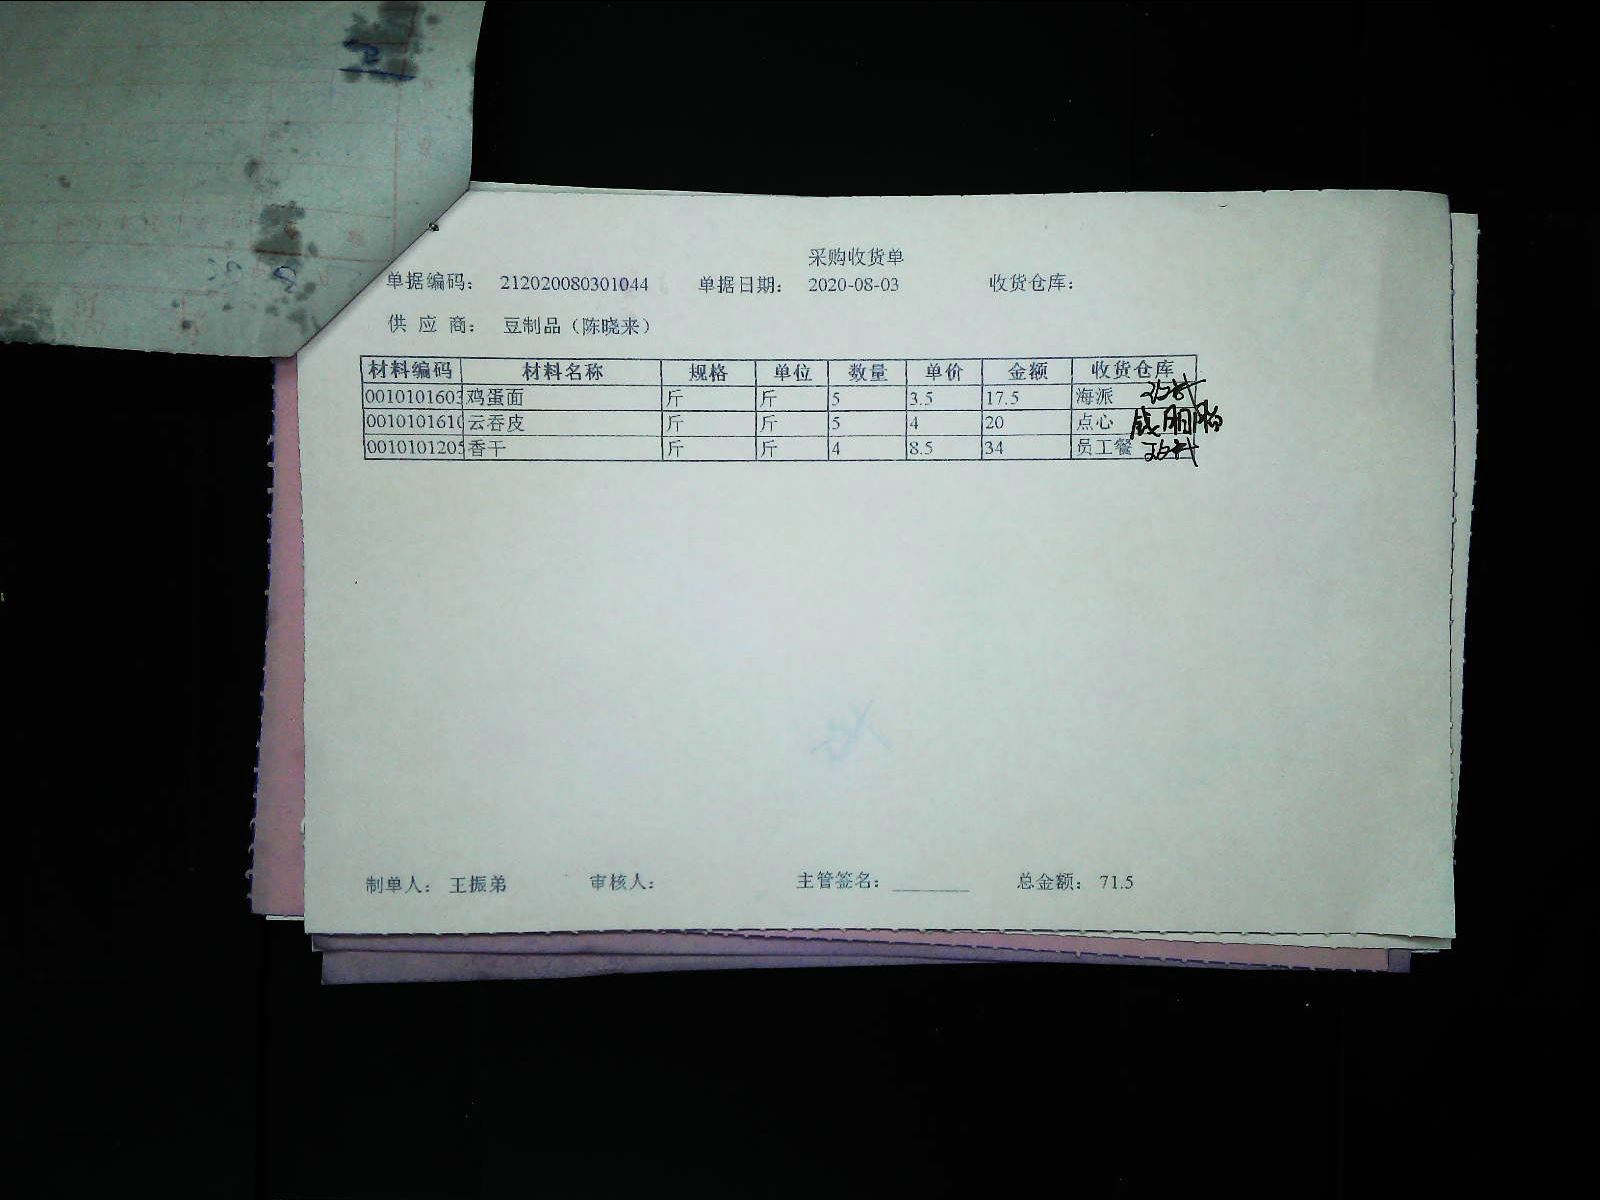 采购收货单
单据编码： 212020080301044 单据日期： 2020-08-03 收货仓库：
供 应 商： 豆制品（陈晓来）
材料编码 材料名称 规格 单位 数量 单价 金额 收货仓库
0010101603 鸡蛋面 斤 斤 5 3.5 17.5 海派
0010101610 云吞皮 斤 斤 5 4 20 点心
0010101205 香干 斤 斤 4 8.5 34 员工餐
制单人： 王振弟 审核人： 主管签名： ________ 总金额： 71.5